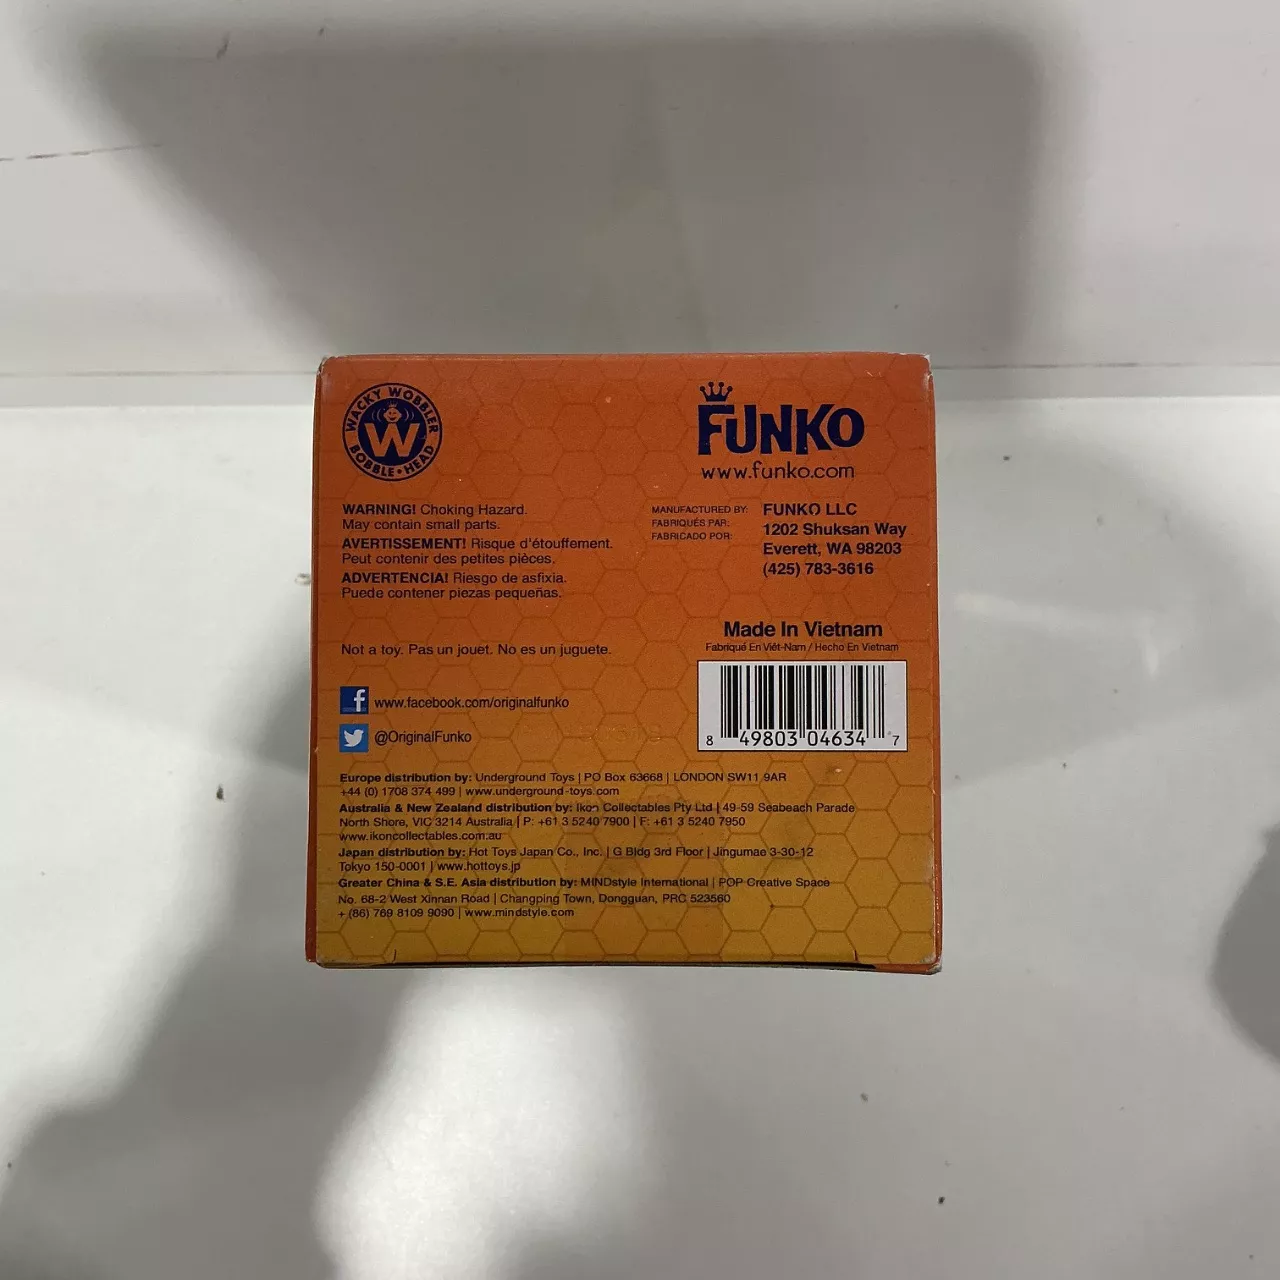 WACKY WOBBLER
W
BOBBLE • HEAD
FUNKO
www.funko.com
WARNING! Choking Hazard.
May contain small parts.
AVERTISSEMENT! Risque d'étouffement.
Peut contenir des petites pièces.
ADVERTENCIA! Riesgo de asfixia.
Puede contener piezas pequeñas.
MANUFACTURED BY:
FABRIQUÉS PAR:
FABRICADO POR:
FUNKO LLC
1202 Shuksan Way
Everett, WA 98203
(425) 783-3616
Not a toy. Pas un jouet. No es un juguete.
Made In Vietnam
Fabriqué En Viêt-Nam / Hecho En Vietnam
f www.facebook.com/originalfunko
@OriginalFunko
8 49803 04634 7
Europe distribution by: Underground Toys | PO Box 63668 | LONDON SW11 9AR
+44 (0) 1708 374 499 | www.underground-toys.com
Australia & New Zealand distribution by: Ikon Collectables Pty Ltd | 49-59 Seabeach Parade
North Shore, VIC 3214 Australia | P: +61 3 5240 7900 | F: +61 3 5240 7950
www.ikoncollectables.com.au
Japan distribution by: Hot Toys Japan Co., Inc. | G Bldg 3rd Floor | Jingumae 3-30-12
Tokyo 150-0001 | www.hottoys.jp
Greater China & S.E. Asia distribution by: MINDstyle International | POP Creative Space
No. 68-2 West Xinnan Road | Changping Town, Dongguan, PRC 523560
+ (86) 769 8109 9090 | www.mindstyle.com